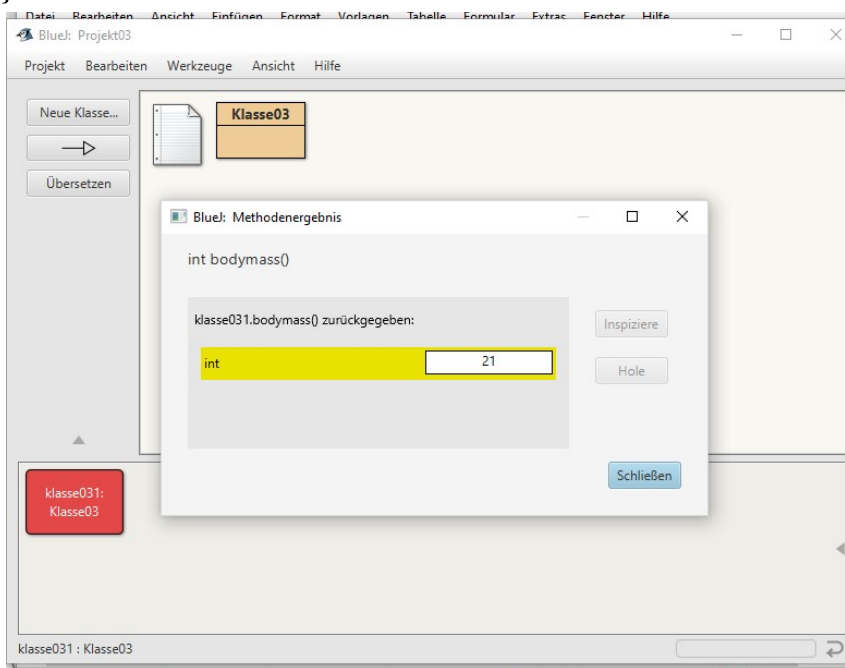 }
Datei Bearbeiten Ansicht Einfügen Format Vorlagen Tabelle Formular Extras Fenster Hilfe
BlueJ: Projekt03
Projekt Bearbeiten Werkzeuge Ansicht Hilfe
Neue Klasse...
Klasse03
Übersetzen
BlueJ: Methodenergebnis
int bodymass()
klasse031.bodymass() zurückgegeben:
Inspiziere
int 21
Hole
Schließen
klasse031:
Klasse03
klasse031 : Klasse03